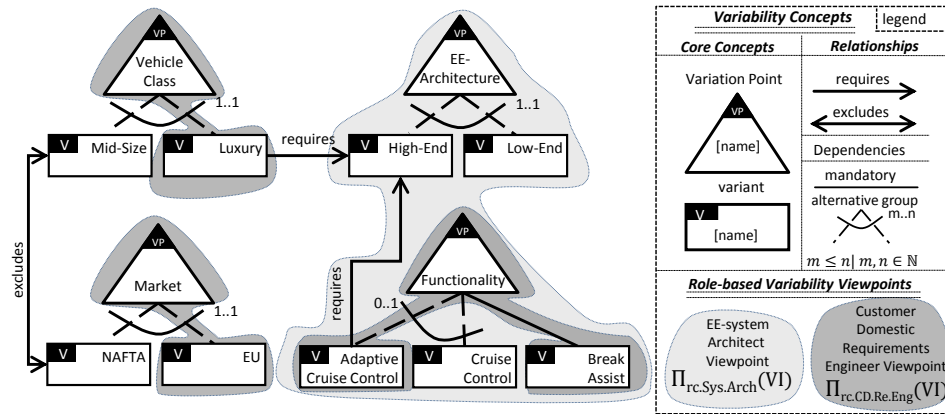 VP
Vehicle
Class
1..1
V
Mid-Size
V
Luxury
requires
VP
EE-
Architecture
1..1
V
High-End
V
Low-End
excludes
VP
Market
1..1
V
NAFTA
V
EU
requires
VP
Functionality
0..1
V
Adaptive
Cruise Control
V
Cruise
Control
V
Break
Assist
Variability Concepts
legend
Core Concepts
Relationships
Variation Point
VP
[name]
variant
V
[name]
requires
excludes
Dependencies
mandatory
alternative group
m..n
m ≤ n| m, n ∈ ℕ
Role-based Variability Viewpoints
EE-system
Architect
Viewpoint
Π rc.Sys.Arch(VI)
Customer
Domestic
Requirements
Engineer Viewpoint
Π rc.CD.Re.Eng(VI)